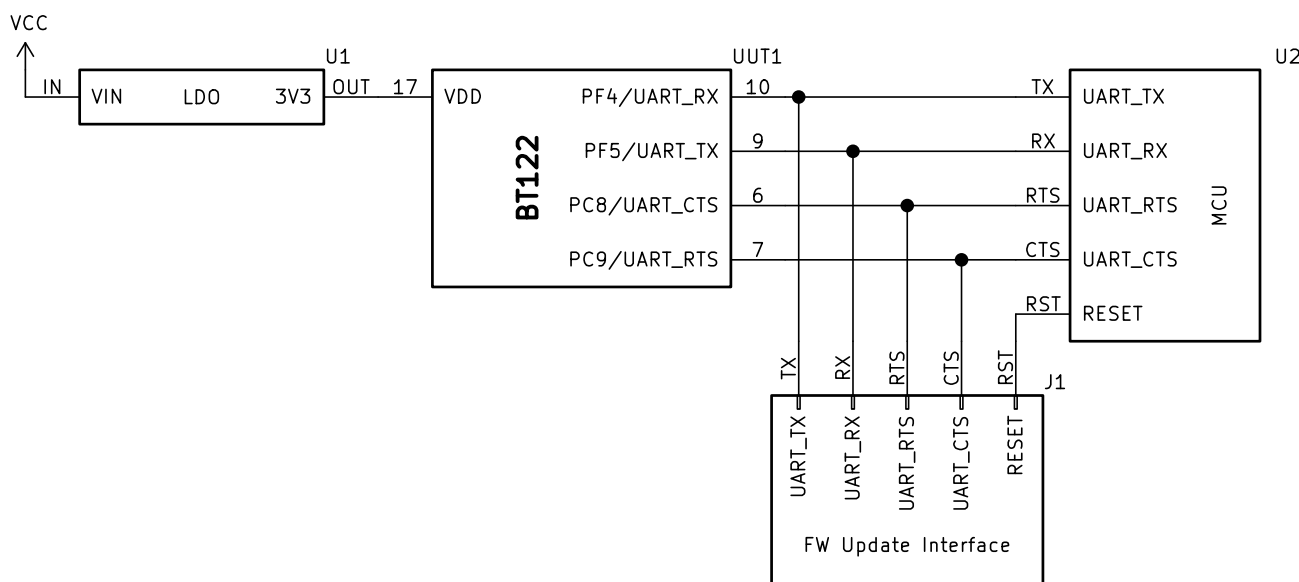 VCC
IN
U1
VIN LDO 3V3
OUT
17
UUT1
VDD
BT122
PF4/UART_RX
PF5/UART_TX
PC8/UART_CTS
PC9/UART_RTS
10
9
6
7
U2
TX
RX
RTS
CTS
RST
UART_TX
UART_RX
UART_RTS
UART_CTS
RESET
MCU
TX
RX
RTS
CTS
RST
J1
UART_TX
UART_RX
UART_RTS
UART_CTS
RESET
FW Update Interface